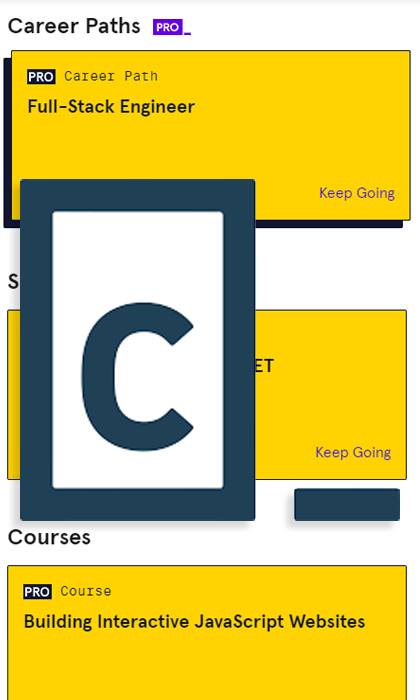 Career Paths PRO_
PRO Career Path
Full-Stack Engineer
Keep Going
S
C
ET
Keep Going
Courses
PRO Course
Building Interactive JavaScript Websites